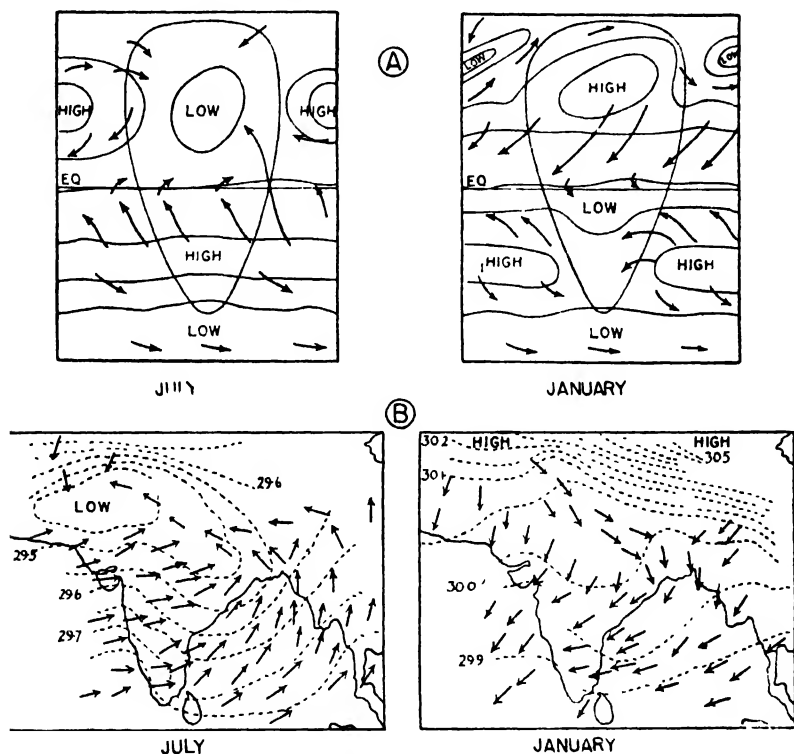 A
HIGH
LOW
HIGH
EQ
HIGH
LOW
JULY
LOW
LOW
HIGH
EQ
LOW
HIGH
HIGH
LOW
JANUARY
B
LOW
296
295
296
297
JULY
302
HIGH
HIGH
305
301
300
299
JANUARY